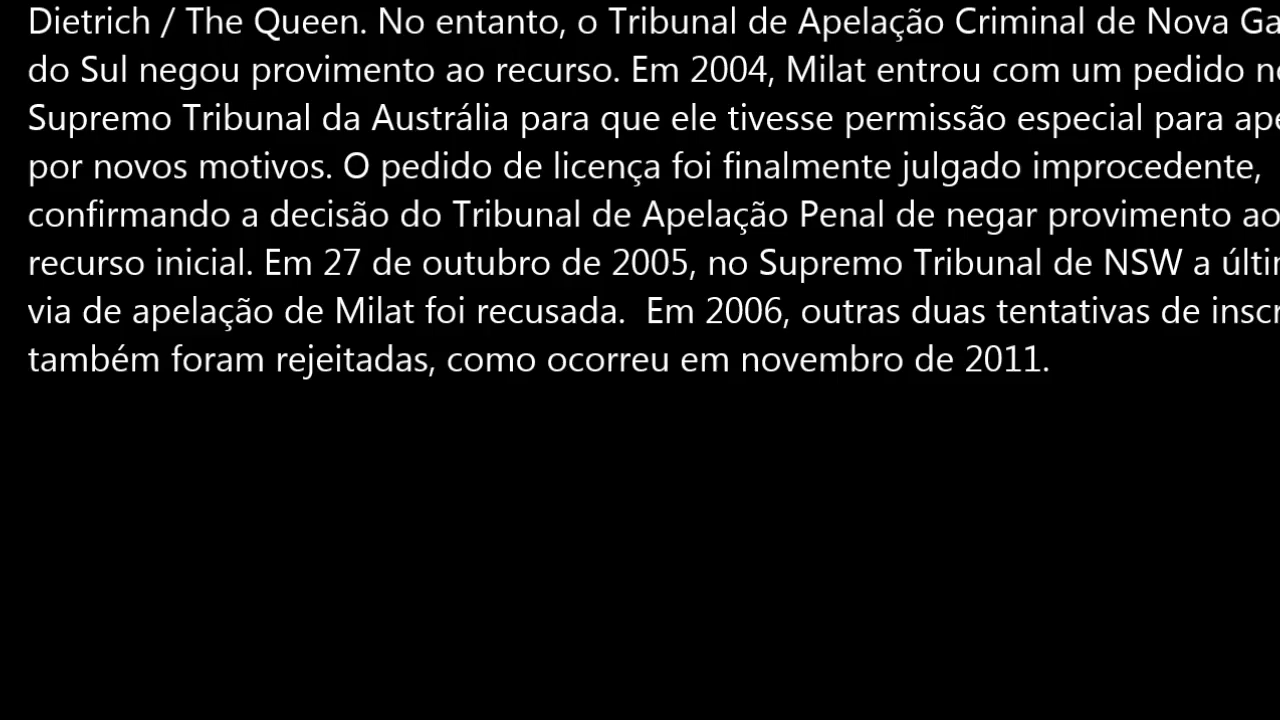 Dietrich / The Queen. No entanto, o Tribunal de Apelação Criminal de Nova
do Sul negou provimento ao recurso. Em 2004, Milat entrou com um pedido
Supremo Tribunal da Austrália para que ele tivesse permissão especial para
por novos motivos. O pedido de licença foi finalmente julgado improcedente,
confirmando a decisão do Tribunal de Apelação Penal de negar provimento ao
recurso inicial. Em 27 de outubro de 2005, no Supremo Tribunal de NSW a
via de apelação de Milat foi recusada.  Em 2006, outras duas tentativas de
também foram rejeitadas, como ocorreu em novembro de 2011.